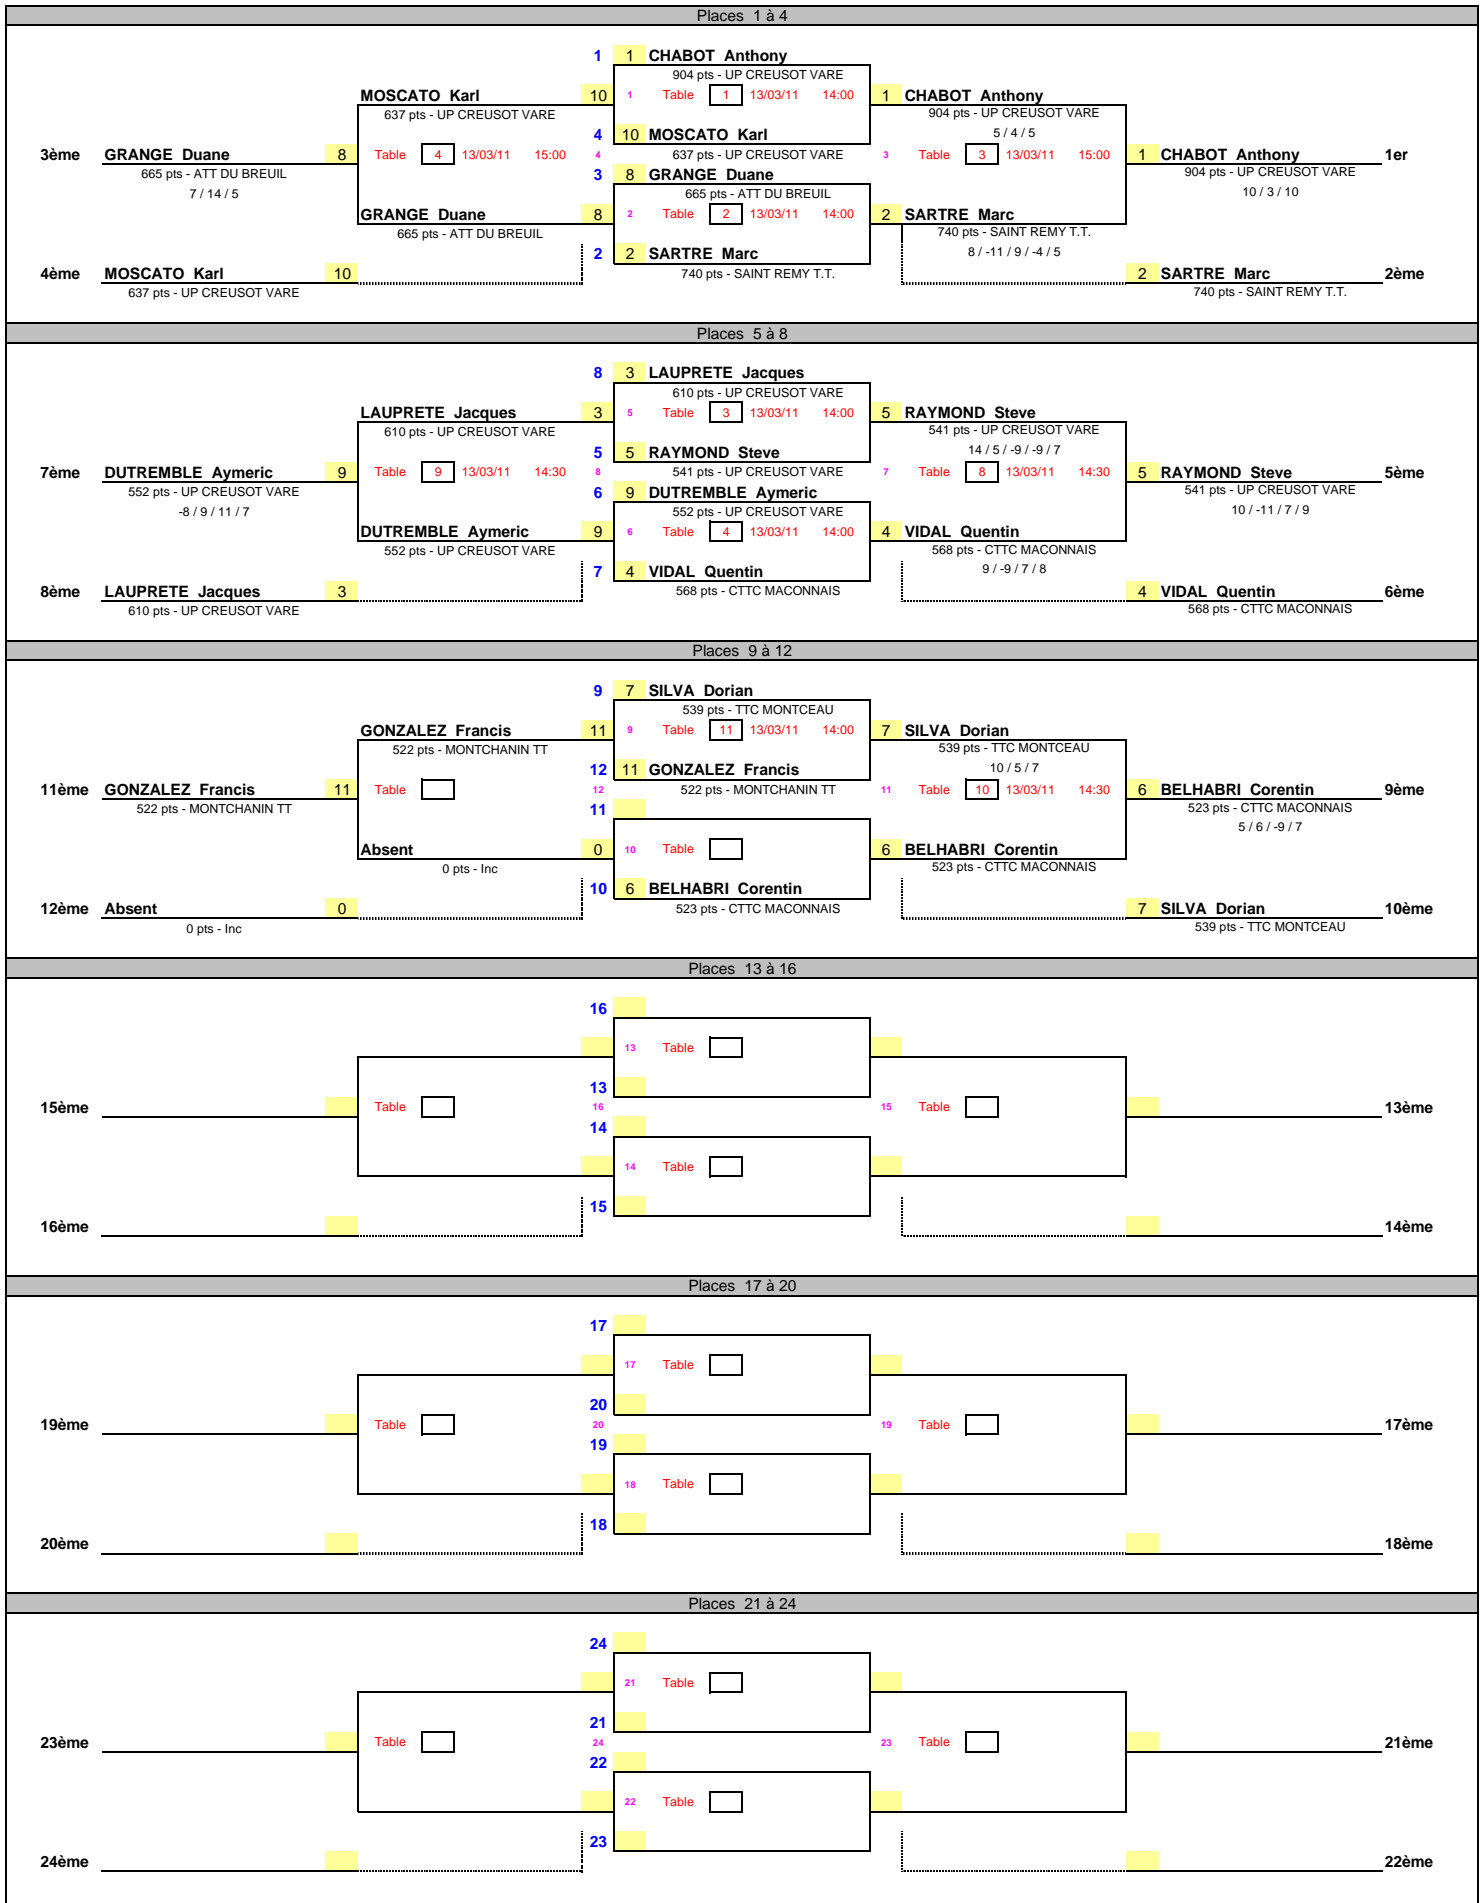 Places 1 à 4
1 1 CHABOT Anthony
904 pts - UP CREUSOT VARE
MOSCATO Karl 10 1 Table 1 13/03/11 14:00 1 CHABOT Anthony
637 pts - UP CREUSOT VARE 904 pts - UP CREUSOT VARE
4 10 MOSCATO Karl 5 / 4 / 5
3ème GRANGE Duane 8 Table 4 13/03/11 15:00 4 637 pts - UP CREUSOT VARE 3 Table 3 13/03/11 15:00 1 CHABOT Anthony 1er
665 pts - ATT DU BREUIL 3 8 GRANGE Duane 904 pts - UP CREUSOT VARE
7 / 14 / 5 665 pts - ATT DU BREUIL 10 / 3 / 10
GRANGE Duane 8 2 Table 2 13/03/11 14:00 2 SARTRE Marc
665 pts - ATT DU BREUIL 740 pts - SAINT REMY T.T.
2 2 SARTRE Marc 8 / -11 / 9 / -4 / 5
4ème MOSCATO Karl 10 740 pts - SAINT REMY T.T. 2 SARTRE Marc 2ème
637 pts - UP CREUSOT VARE 740 pts - SAINT REMY T.T.
Places 5 à 8
8 3 LAUPRETE Jacques
610 pts - UP CREUSOT VARE
LAUPRETE Jacques 3 5 Table 3 13/03/11 14:00 5 RAYMOND Steve
610 pts - UP CREUSOT VARE 541 pts - UP CREUSOT VARE
5 5 RAYMOND Steve 14 / 5 / -9 / -9 / 7
7ème DUTREMBLE Aymeric 9 Table 9 13/03/11 14:30 8 541 pts - UP CREUSOT VARE 7 Table 8 13/03/11 14:30 5 RAYMOND Steve 5ème
552 pts - UP CREUSOT VARE 6 9 DUTREMBLE Aymeric 541 pts - UP CREUSOT VARE
-8 / 9 / 11 / 7 552 pts - UP CREUSOT VARE 10 / -11 / 7 / 9
DUTREMBLE Aymeric 9 6 Table 4 13/03/11 14:00 4 VIDAL Quentin
552 pts - UP CREUSOT VARE 568 pts - CTTC MACONNAIS
7 4 VIDAL Quentin 9 / -9 / 7 / 8
8ème LAUPRETE Jacques 3 568 pts - CTTC MACONNAIS 4 VIDAL Quentin 6ème
610 pts - UP CREUSOT VARE 568 pts - CTTC MACONNAIS
Places 9 à 12
9 7 SILVA Dorian
539 pts - TTC MONTCEAU
GONZALEZ Francis 11 9 Table 11 13/03/11 14:00 7 SILVA Dorian
522 pts - MONTCHANIN TT 539 pts - TTC MONTCEAU
12 11 GONZALEZ Francis 10 / 5 / 7
11ème GONZALEZ Francis 11 Table 12 522 pts - MONTCHANIN TT 11 Table 10 13/03/11 14:30 6 BELHABRI Corentin 9ème
522 pts - MONTCHANIN TT 11 523 pts - CTTC MACONNAIS
5 / 6 / -9 / 7
Absent 0 10 Table 6 BELHABRI Corentin
0 pts - Inc 523 pts - CTTC MACONNAIS
10 6 BELHABRI Corentin
12ème Absent 0 523 pts - CTTC MACONNAIS 7 SILVA Dorian 10ème
0 pts - Inc 539 pts - TTC MONTCEAU
Places 13 à 16
16
13 Table
13
15ème Table 16 15 Table 13ème
14
14 Table
15
16ème 14ème
Places 17 à 20
17
17 Table
20
19ème Table 20 19 Table 17ème
19
18 Table
18
20ème 18ème
Places 21 à 24
24
21 Table
21
23ème Table 24 23 Table 21ème
22
22 Table
23
24ème 22ème